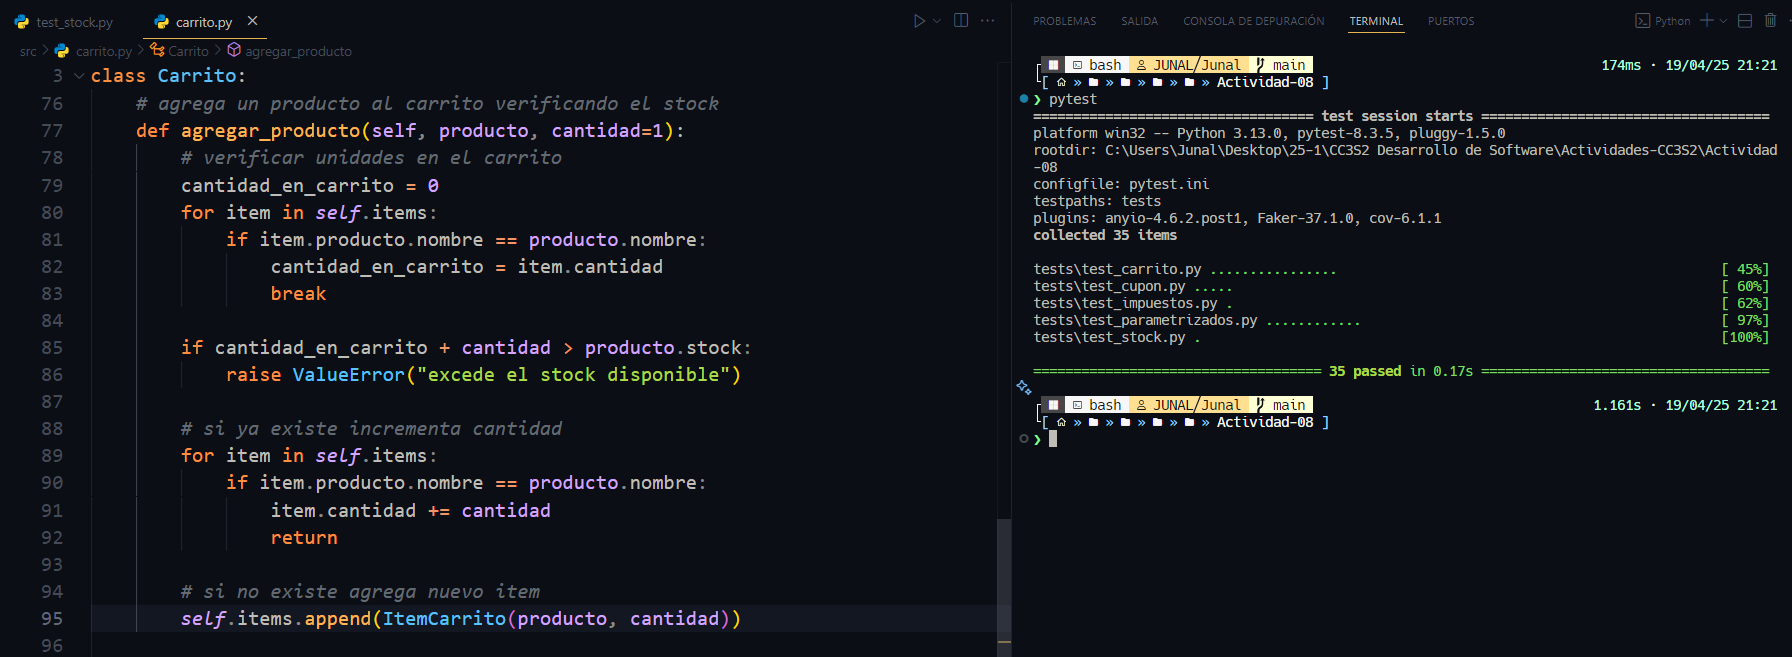 test_stock.py carrito.py
src > carrito.py > Carrito > agregar_producto
3 class Carrito:
76 # agrega un producto al carrito verificando el stock
77 def agregar_producto(self, producto, cantidad=1):
78 # verificar unidades en el carrito
79 cantidad_en_carrito = 0
80 for item in self.items:
81 if item.producto.nombre == producto.nombre:
82 cantidad_en_carrito = item.cantidad
83 break
84
85 if cantidad_en_carrito + cantidad > producto.stock:
86 raise ValueError("excede el stock disponible")
87
88 # si ya existe incrementa cantidad
89 for item in self.items:
90 if item.producto.nombre == producto.nombre:
91 item.cantidad += cantidad
92 return
93
94 # si no existe agrega nuevo item
95 self.items.append(ItemCarrito(producto, cantidad))
96
PROBLEMAS SALIDA CONSOLA DE DEPURACIÓN TERMINAL PUERTOS Python
bash JUNAL/Junal main 174ms · 19/04/25 21:21
[ » » » » » Actividad-08 ]
❯ pytest
=================================== test session starts ====================================
platform win32 -- Python 3.13.0, pytest-8.3.5, pluggy-1.5.0
rootdir: C:\Users\Junal\Desktop\25-1\CC3S2 Desarrollo de Software\Actividades-CC3S2\Actividad
-08
configfile: pytest.ini
testpaths: tests
plugins: anyio-4.6.2.post1, Faker-37.1.0, cov-6.1.1
collected 35 items
tests\test_carrito.py ................ [ 45%]
tests\test_cupon.py ..... [ 60%]
tests\test_impuestos.py . [ 62%]
tests\test_parametrizados.py ............ [ 97%]
tests\test_stock.py . [100%]
==================================== 35 passed in 0.17s ====================================
bash JUNAL/Junal main 1.161s · 19/04/25 21:21
[ » » » » » Actividad-08 ]
❯